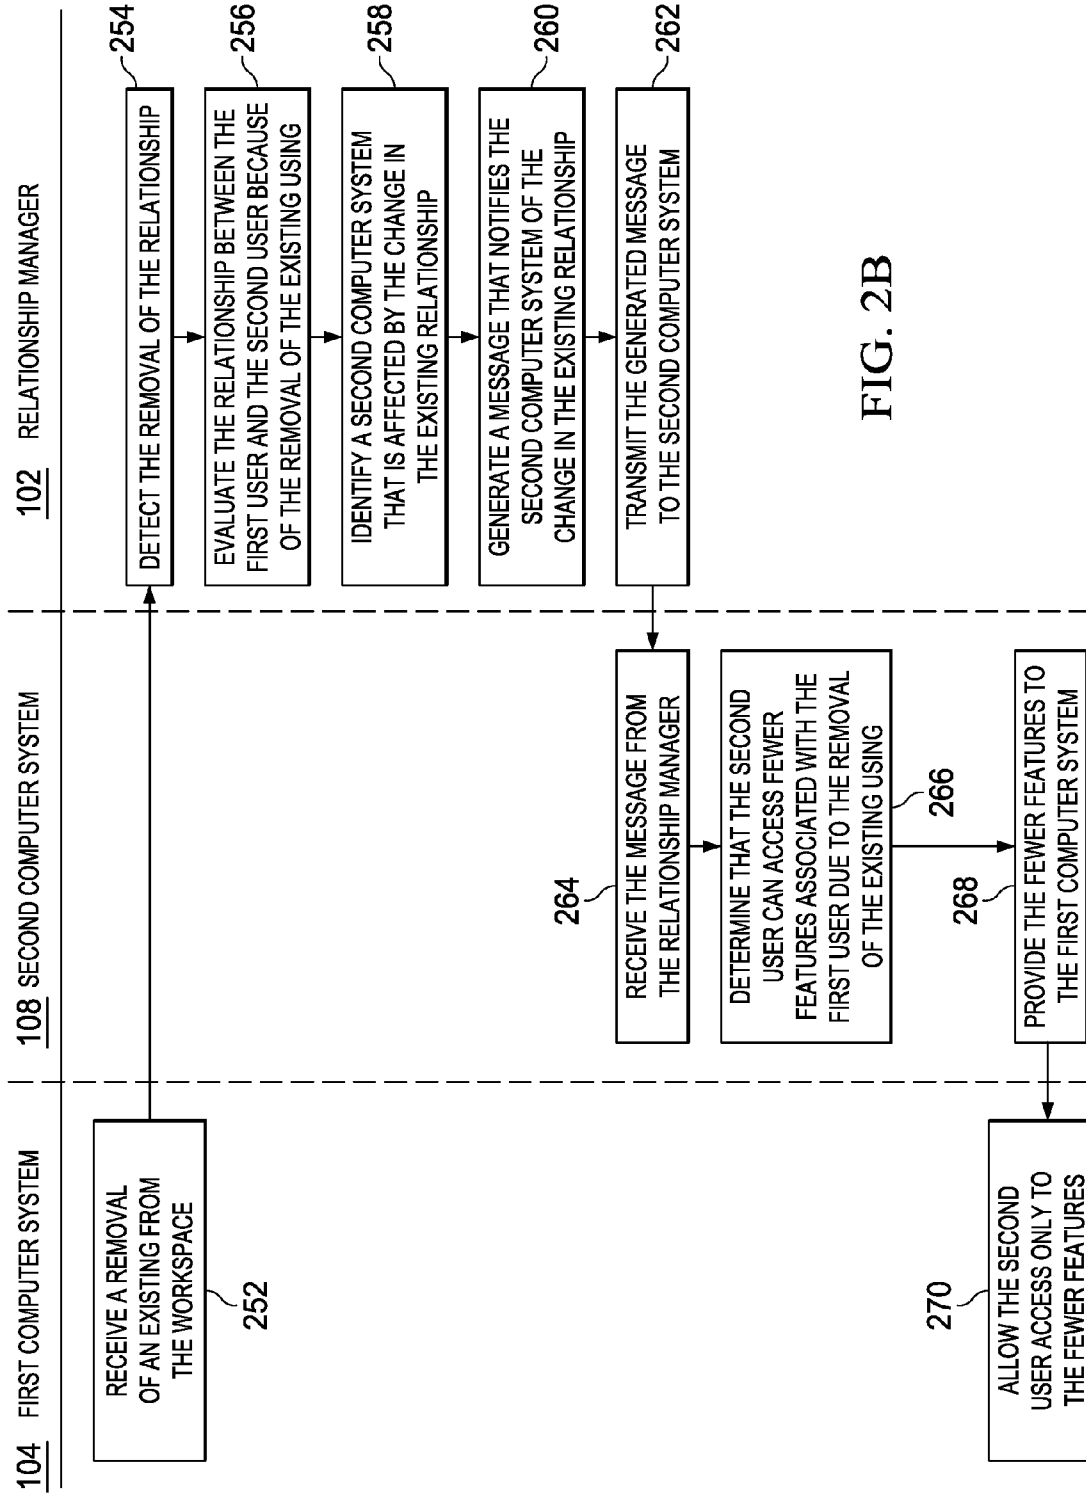 104 FIRST COMPUTER SYSTEM
108 SECOND COMPUTER SYSTEM
102 RELATIONSHIP MANAGER
RECEIVE A REMOVAL
OF AN EXISTING FROM
THE WORKSPACE
252
DETECT THE REMOVAL OF THE RELATIONSHIP
254
EVALUATE THE RELATIONSHIP BETWEEN THE
FIRST USER AND THE SECOND USER BECAUSE
OF THE REMOVAL OF THE EXISTING USING
256
IDENTIFY A SECOND COMPUTER SYSTEM
THAT IS AFFECTED BY THE CHANGE IN
THE EXISTING RELATIONSHIP
258
GENERATE A MESSAGE THAT NOTIFIES THE
SECOND COMPUTER SYSTEM OF THE
CHANGE IN THE EXISTING RELATIONSHIP
260
TRANSMIT THE GENERATED MESSAGE
TO THE SECOND COMPUTER SYSTEM
262
264
RECEIVE THE MESSAGE FROM
THE RELATIONSHIP MANAGER
DETERMINE THAT THE SECOND
USER CAN ACCESS FEWER
FEATURES ASSOCIATED WITH THE
FIRST USER DUE TO THE REMOVAL
OF THE EXISTING USING
266
268
PROVIDE THE FEWER FEATURES TO
THE FIRST COMPUTER SYSTEM
270
ALLOW THE SECOND
USER ACCESS ONLY TO
THE FEWER FEATURES
FIG. 2B